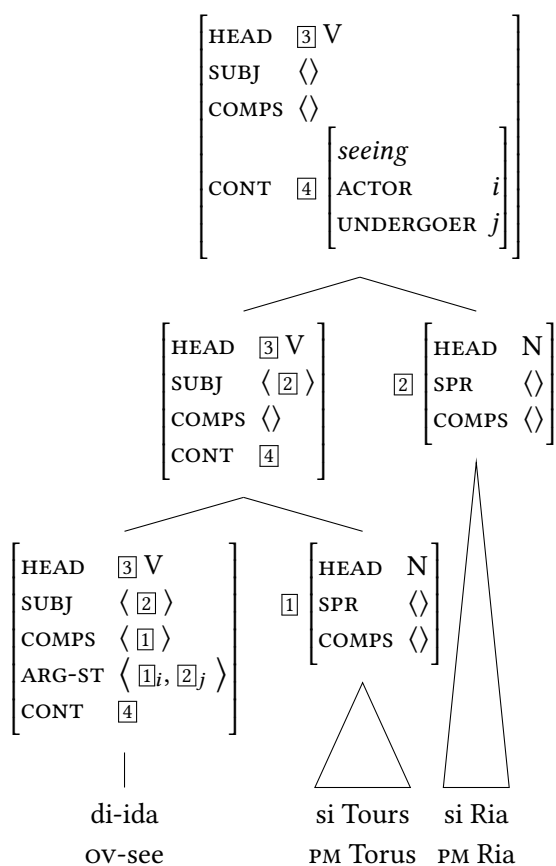 HEAD 3 V
SUBJ ⟨⟩
COMPS ⟨⟩
seeing
CONT 4 ACTOR i
UNDERGOER j
HEAD 3 V
SUBJ ⟨ 2 ⟩
COMPS ⟨⟩
CONT 4
2 HEAD N
SPR ⟨⟩
COMPS ⟨⟩
HEAD 3 V
SUBJ ⟨ 2 ⟩
COMPS ⟨ 1 ⟩
ARG-ST ⟨ 1i, 2j ⟩
CONT 4
1 HEAD N
SPR ⟨⟩
COMPS ⟨⟩
di-ida si Tours si Ria
OV-see PM Torus PM Ria